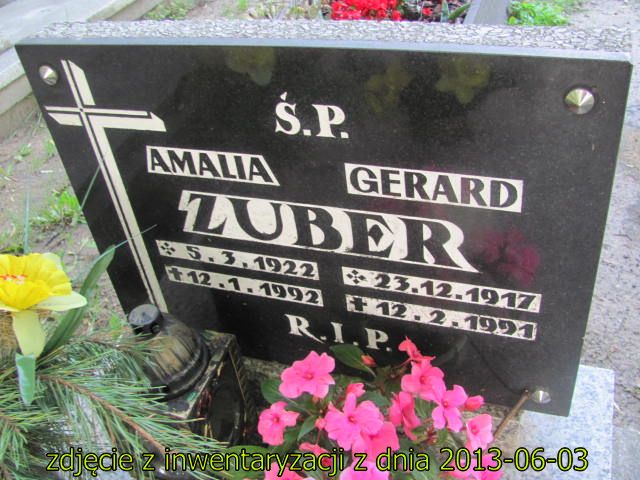 Ś.P.
AMALIA GERARD
ZUBER
✣ 5.3.1922 ✣ 23.12.1917
✝ 12.1.1992 ✝ 12.2.1991
R.I.P.
zdjęcie z inwentaryzacji z dnia 2013-06-03